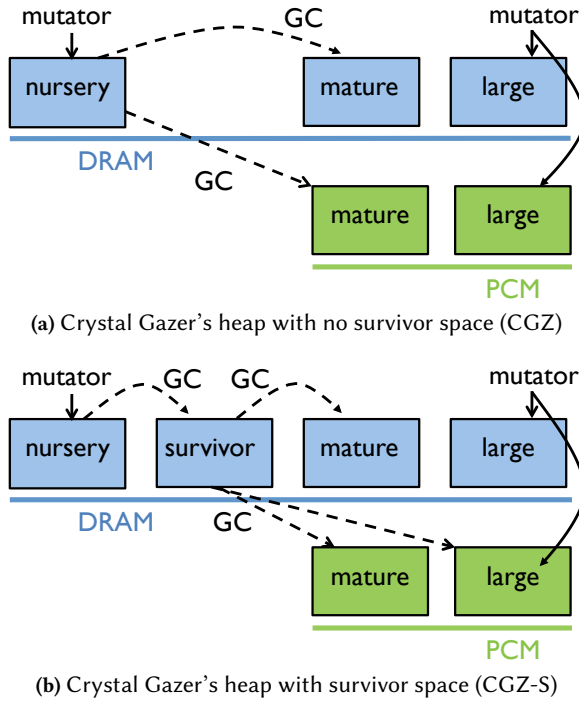 mutator GC mutator
nursery mature large
DRAM
GC
mature large
PCM
(a) Crystal Gazer's heap with no survivor space (CGZ)
mutator GC GC mutator
nursery survivor mature large
DRAM GC
mature large
PCM
(b) Crystal Gazer's heap with survivor space (CGZ-S)